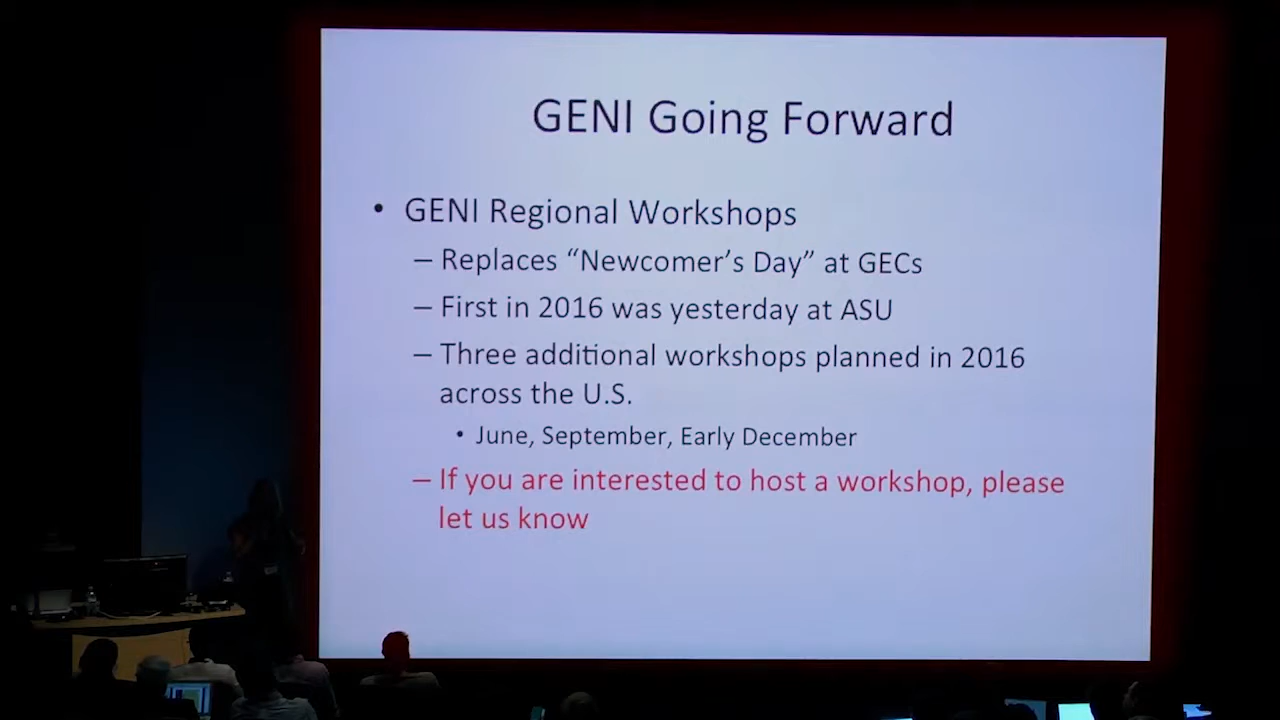 GENI Going Forward
• GENI Regional Workshops
– Replaces “Newcomer’s Day” at GECs
– First in 2016 was yesterday at ASU
– Three additional workshops planned in 2016
across the U.S.
• June, September, Early December
– If you are interested to host a workshop, please
let us know